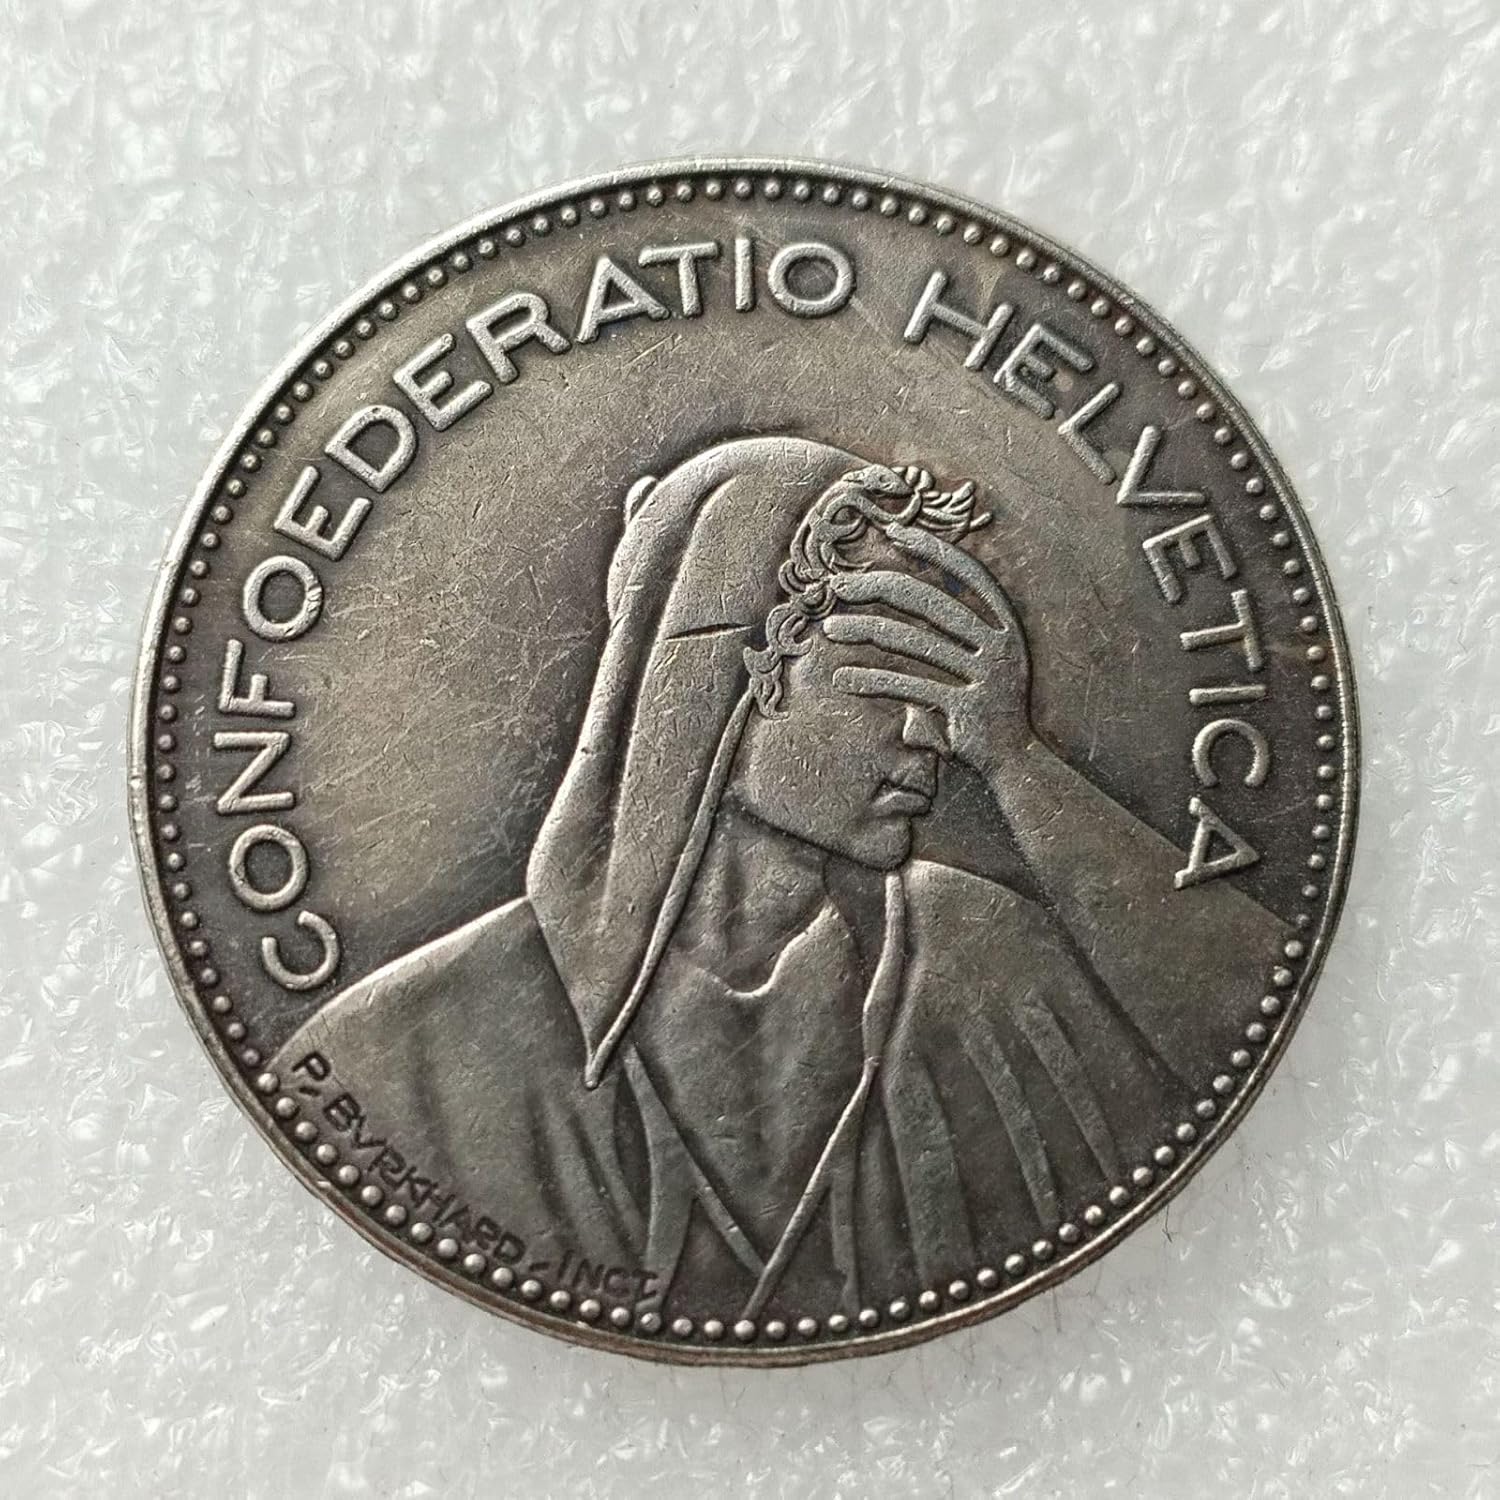 CONFOEDERATIO HELVETICA
P. BVRKHARD - INCT.